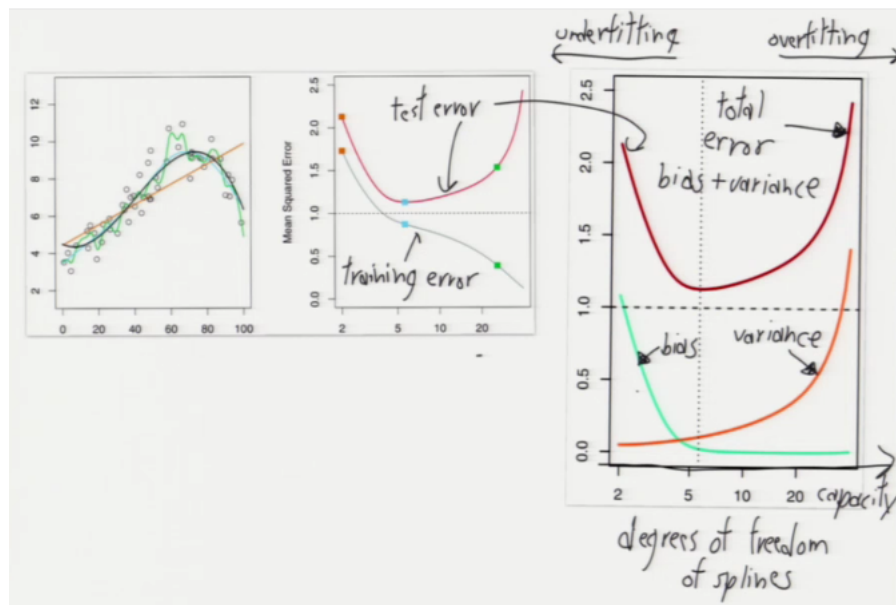 underfitting
overfitting
12
10
8
6
4
2
0 20 40 60 80 100
Mean Squared Error
2.5
2.0
1.5
1.0
0.5
0.0
2 5 10 20
test error
training error
2.5
2.0
1.0
0.5
0.0
total
error
bias+variance
bias
variance
2 5 10 20
capacity
degrees of freedom
of splines